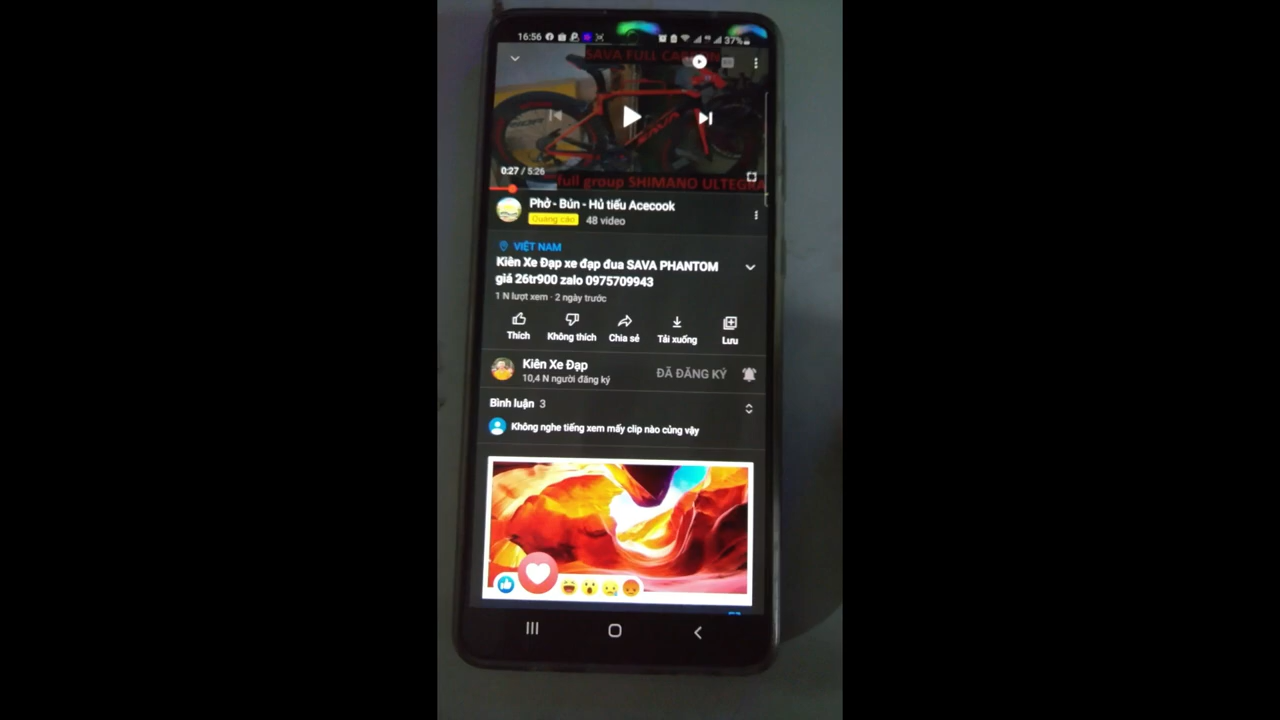 16:56
37%
SAVA FULL CARBON
SAVA
0:27 / 5:26
full group SHIMANO ULTEGRA
Phở - Bún - Hủ tiếu Acecook
Quảng cáo 48 video
VIỆT NAM
Kiên Xe Đạp xe đạp đua SAVA PHANTOM
giá 26tr900 zalo 0975709943
1 N lượt xem · 2 ngày trước
Thích Không thích Chia sẻ Tải xuống Lưu
Kiên Xe Đạp
10,4 N người đăng ký
ĐÃ ĐĂNG KÝ
Bình luận 3
Không nghe tiếng xem mấy clip nào củng vậy